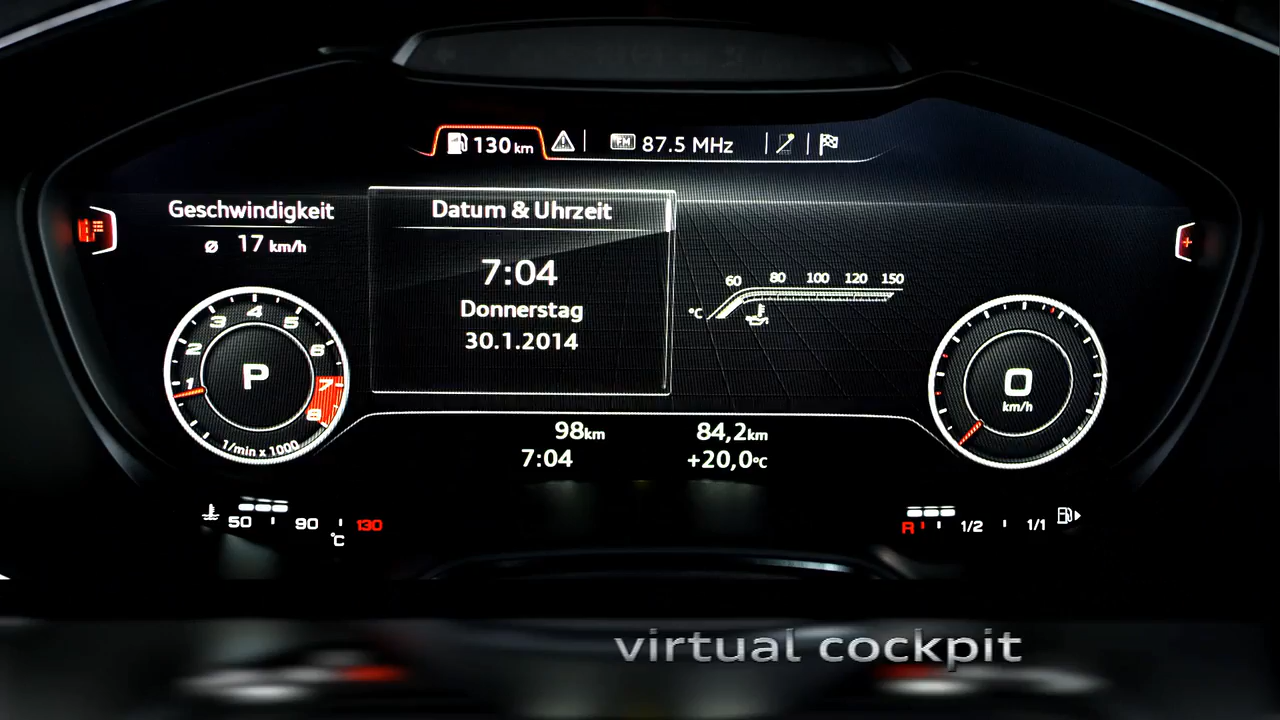 130 km
FM 87.5 MHz
Geschwindigkeit
ø 17 km/h
Datum & Uhrzeit
7:04
Donnerstag
30.1.2014
60 80 100 120 150
°C
1 2 3 4 5 6 7 8
P
1/min x 1000
0
km/h
98km 84,2km
7:04 +20,0°C
50 90 130
°C
R 1/2 1/1
virtual cockpit